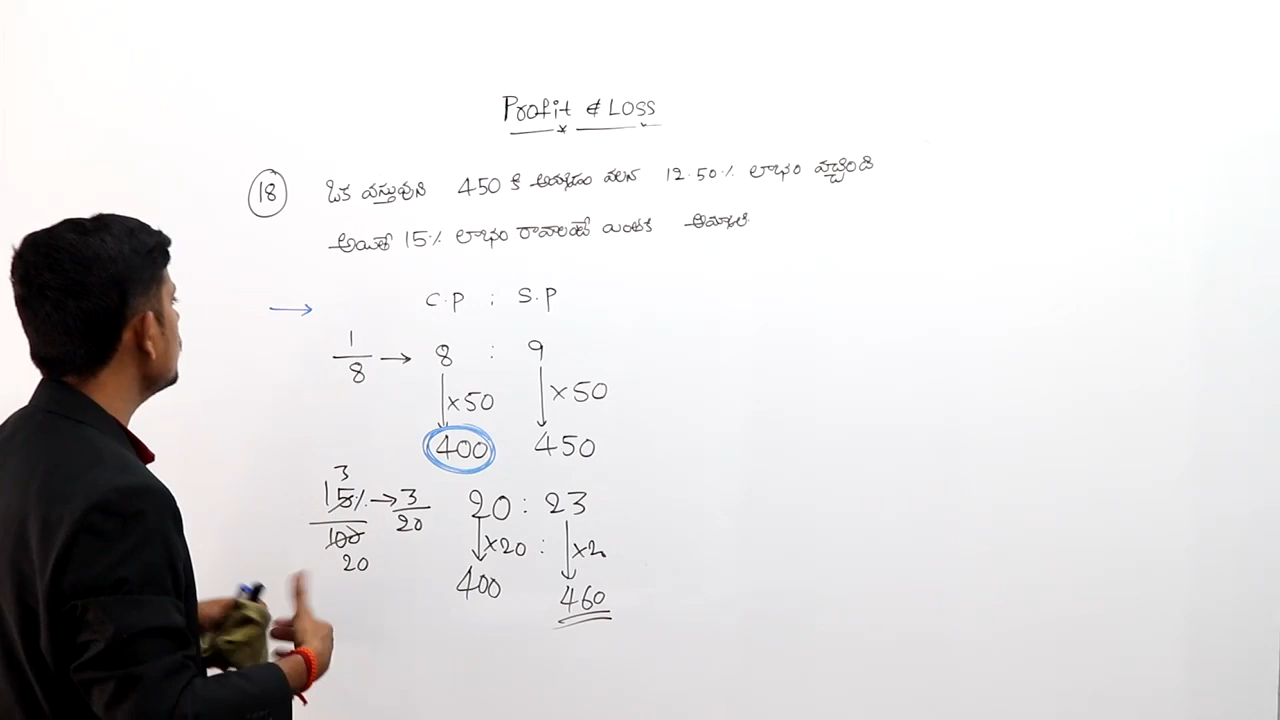 Profit & Loss
18 ఒక వస్తువుని 450 కి అమ్మడం వలన 12.50% లాభం వచ్చింది
అయితే 15% లాభం రావాలంటే ఎంతకి అమ్మాలి.
→ C.P : S.P
1/8 → 8 : 9
×50 ×50
400 450
3
15% → 3/20 20 : 23
100 ×20 : ×2
20 400 460